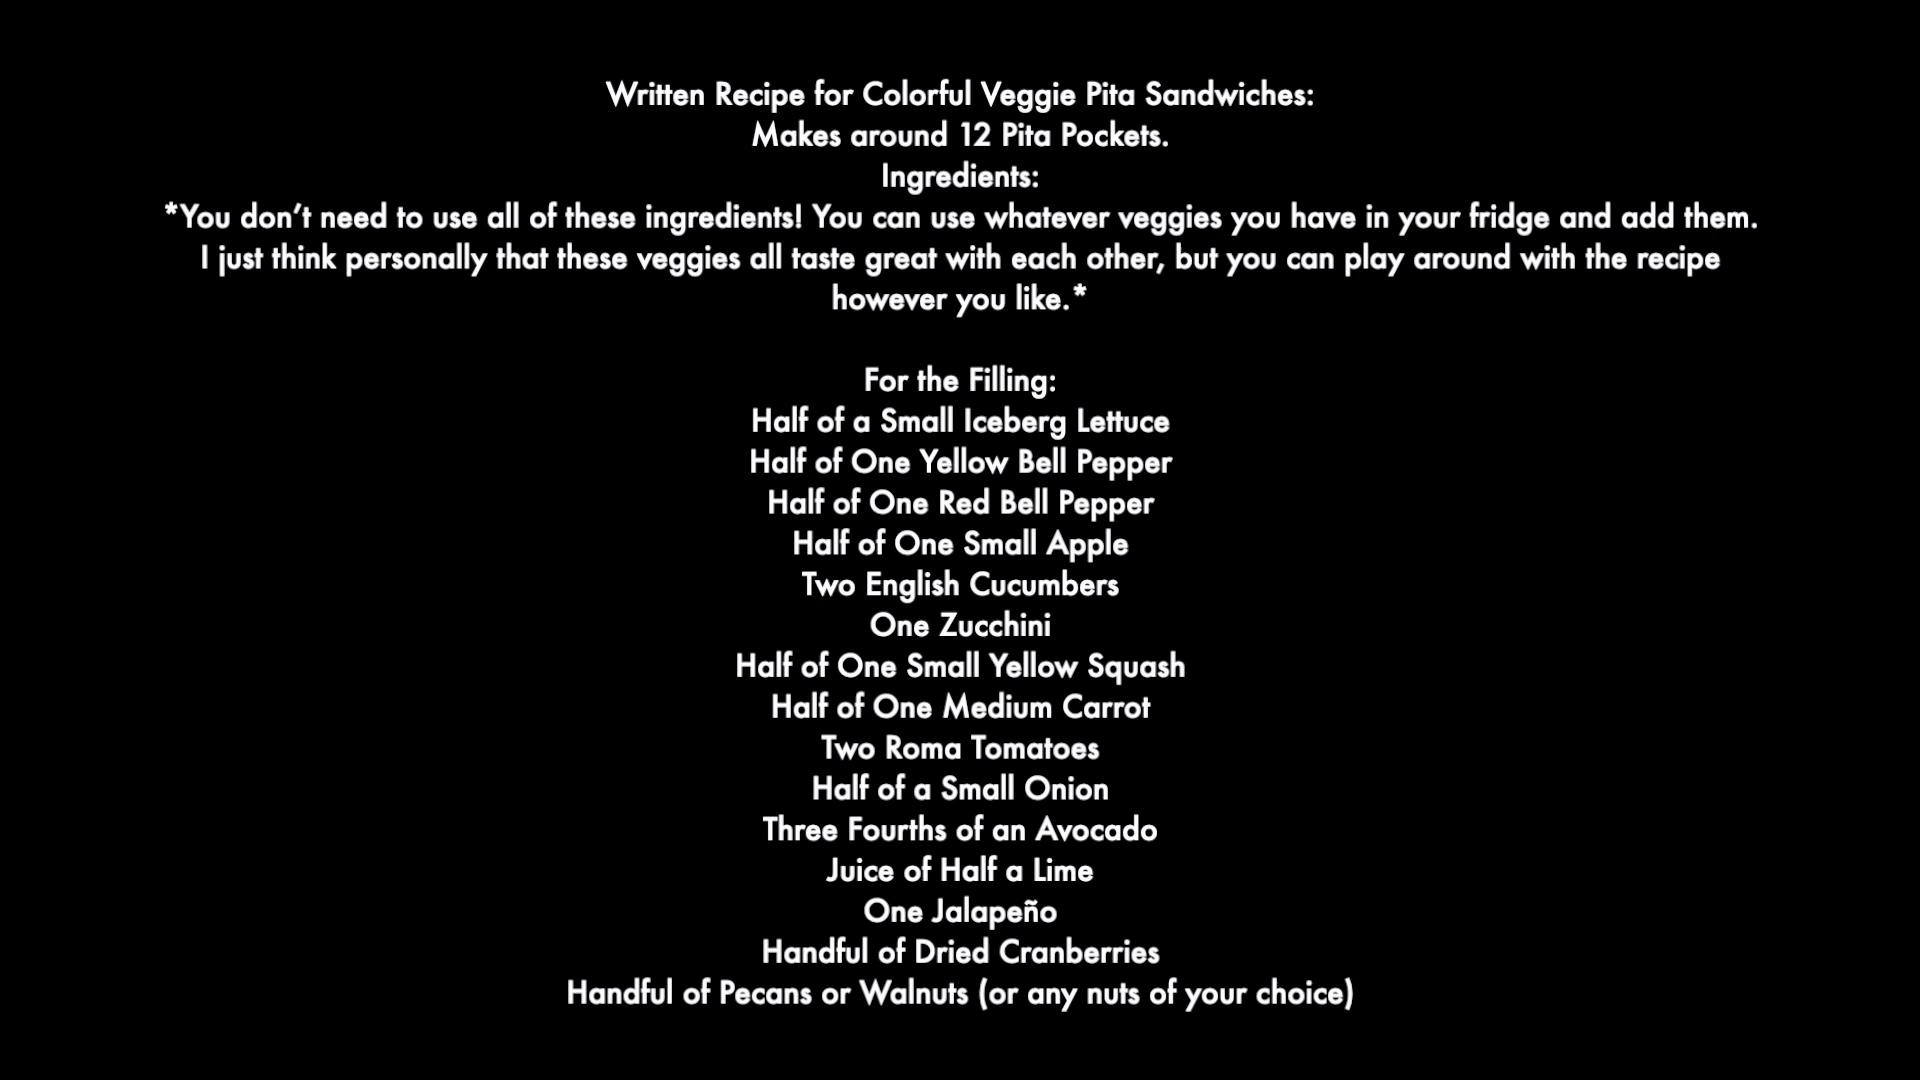 Written Recipe for Colorful Veggie Pita Sandwiches:
Makes around 12 Pita Pockets.
Ingredients:
*You don’t need to use all of these ingredients! You can use whatever veggies you have in your fridge and add them.
I just think personally that these veggies all taste great with each other, but you can play around with the recipe
however you like.*
For the Filling:
Half of a Small Iceberg Lettuce
Half of One Yellow Bell Pepper
Half of One Red Bell Pepper
Half of One Small Apple
Two English Cucumbers
One Zucchini
Half of One Small Yellow Squash
Half of One Medium Carrot
Two Roma Tomatoes
Half of a Small Onion
Three Fourths of an Avocado
Juice of Half a Lime
One Jalapeño
Handful of Dried Cranberries
Handful of Pecans or Walnuts (or any nuts of your choice)